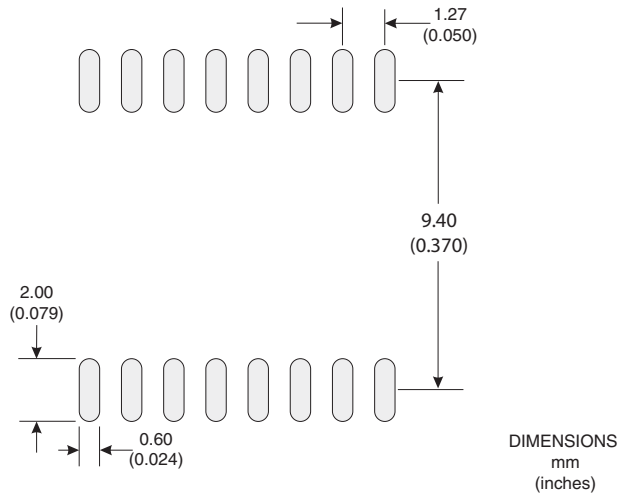 1.27
(0.050)
9.40
(0.370)
2.00
(0.079)
0.60
(0.024)
DIMENSIONS
mm
(inches)